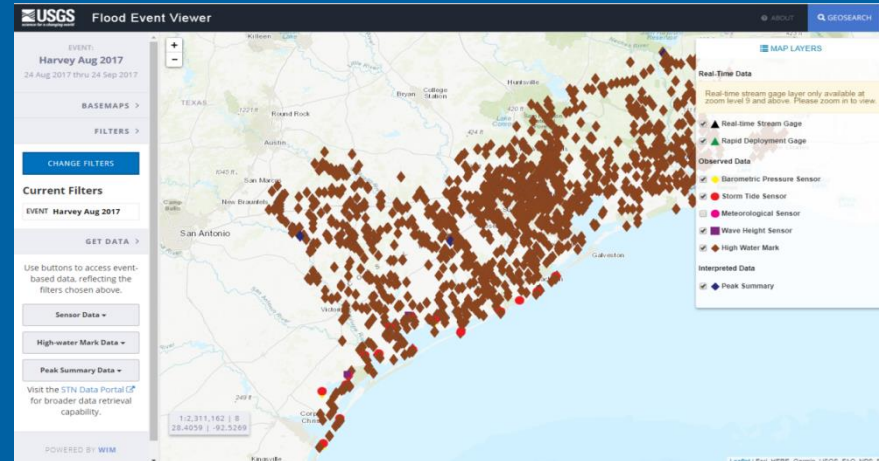 USGS
science for a changing world
Flood Event Viewer
ABOUT
GEOSEARCH
EVENT:
Harvey Aug 2017
24 Aug 2017 thru 24 Sep 2017
BASEMAPS >
FILTERS >
CHANGE FILTERS
Current Filters
EVENT Harvey Aug 2017
GET DATA >
Use buttons to access event-
based data, reflecting the
filters chosen above.
Sensor Data
High-water Mark Data
Peak Summary Data
Visit the STN Data Portal
for broader data retrieval
capability.
POWERED BY WIM
+
−
Killeen
College
Bryan Station
Huntsville
TEXAS
Round Rock
Austin
1045 ft
San Marcos
New Braunfels
San Antonio
Galveston
249 ft
Kingsville
1:2,311,162 | 8
28.4059 | -92.5269
MAP LAYERS
Real-Time Data
Real-time stream gage layer only available at
zoom level 9 and above. Please zoom in to view.
Real-time Stream Gage
Rapid Deployment Gage
Observed Data
Barometric Pressure Sensor
Storm Tide Sensor
Meteorological Sensor
Wave Height Sensor
High Water Mark
Interpreted Data
Peak Summary